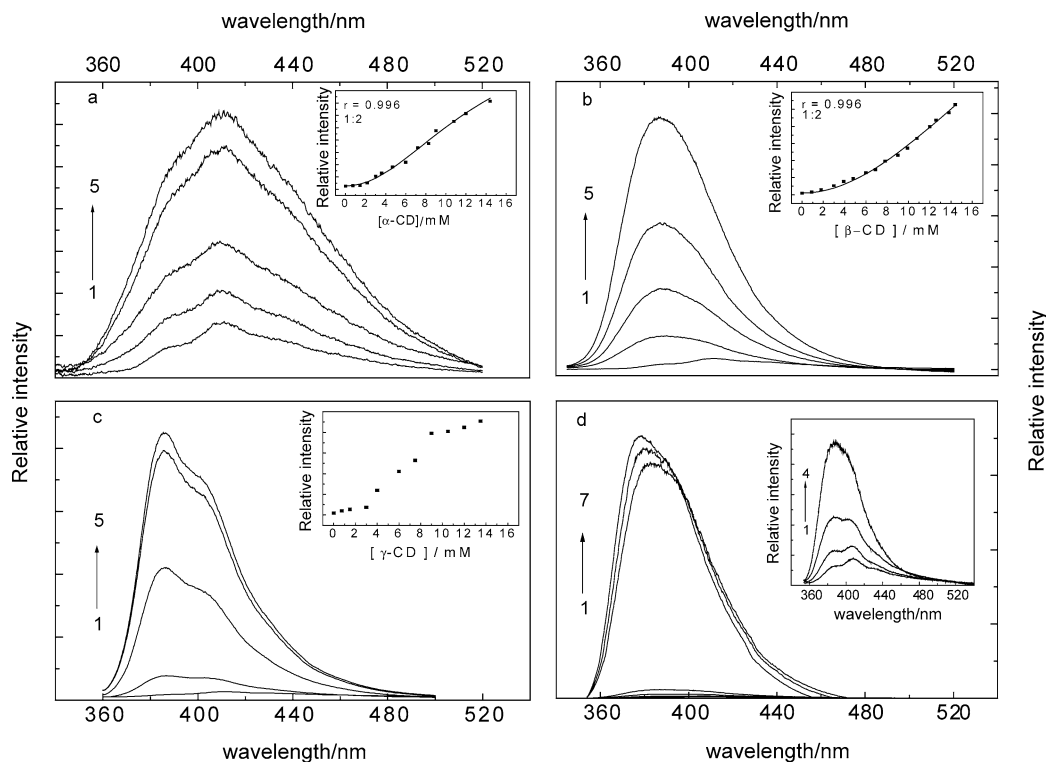 wavelength/nm
wavelength/nm
360 400 440 480 520
360 400 440 480 520
a
r = 0.996
1:2
Relative intensity
0 2 4 6 8 10 12 14 16
[α-CD]/mM
5
1
b
r = 0.996
1:2
Relative intensity
0 2 4 6 8 10 12 14 16
[ β-CD ] / mM
5
1
Relative intensity
Relative intensity
c
Relative intensity
0 2 4 6 8 10 12 14 16
[ γ-CD ] / mM
5
1
d
7
1
Relative intensity
4
1
360 400 440 480 520
wavelength/nm
360 400 440 480 520
360 400 440 480 520
wavelength/nm
wavelength/nm